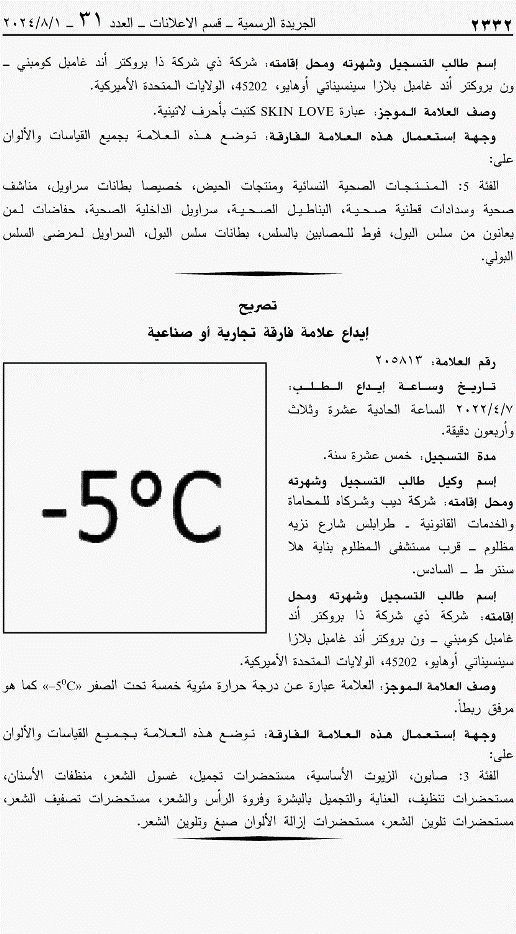 ٢٣٣٢
الجريدة الرسمية ـ قسم الاعلانات ـ العدد ٣١ ـ ٢٠٢٤/٨/١
إسم طالب التسجيل وشهرته ومحل إقامته: شركة ذي شركة ذا بروكتر أند غامبل كومبني ـ
ون بروكتر أند غامبل بلازا سينسيناتي أوهايو، 45202، الولايات الـمتحدة الأميركية.
وصف العلامة الـموجز: عبارة SKIN LOVE كتبت بأحرف لاتينية.
وجهة إستعمال هذه العلامة الفارقة: توضع هذه العلامة بجميع القياسات والألوان
على:
الفئة 5: الـمنتجات الصحية النسائية ومنتجات الحيض، خصيصا بطانات سراويل، مناشف
صحية وسدادات قطنية صحية، البناطيل الصحية، سراويل الداخلية الصحية، حفاضات لـمن
يعانون من سلس البول، فوط للـمصابين بالسلس، بطانات سلس البول، السراويل لـمرضى السلس
البولي.
تصريح
إيداع علامة فارقة تجارية أو صناعية
رقم العلامة: ٢٠٥٨١٣
تاريخ وساعة إيداع الطلب:
٢٠٢٢/٤/٧ الساعة الحادية عشرة وثلاث
وأربعون دقيقة.
مدة التسجيل: خمس عشرة سنة.
إسم وكيل طالب التسجيل وشهرته
ومحل إقامته: شركة ديب وشركاه للـمحاماة
والخدمات القانونية ـ طرابلس شارع نزيه
مظلوم ـ قرب مستشفى الـمظلوم بناية هلا
سنتر ط ـ السادس.
إسم طالب التسجيل وشهرته ومحل
إقامته: شركة ذي شركة ذا بروكتر أند
غامبل كومبني ـ ون بروكتر أند غامبل بلازا
سينسيناتي أوهايو، 45202، الولايات الـمتحدة الأميركية.
-5°C
وصف العلامة الـموجز: العلامة عبارة عن درجة حرارة مئوية خمسة تحت الصفر «5⁰C–» كما هو
مرفق ربطاً.
وجهة إستعمال هذه العلامة الفارقة: توضع هذه العلامة بجميع القياسات والألوان
على:
الفئة 3: صابون، الزيوت الأساسية، مستحضرات تجميل، غسول الشعر، منظفات الأسنان،
مستحضرات تنظيف، العناية والتجميل بالبشرة وفروة الرأس والشعر، مستحضرات تصفيف الشعر،
مستحضرات تلوين الشعر، مستحضرات إزالة الألوان صبغ وتلوين الشعر.